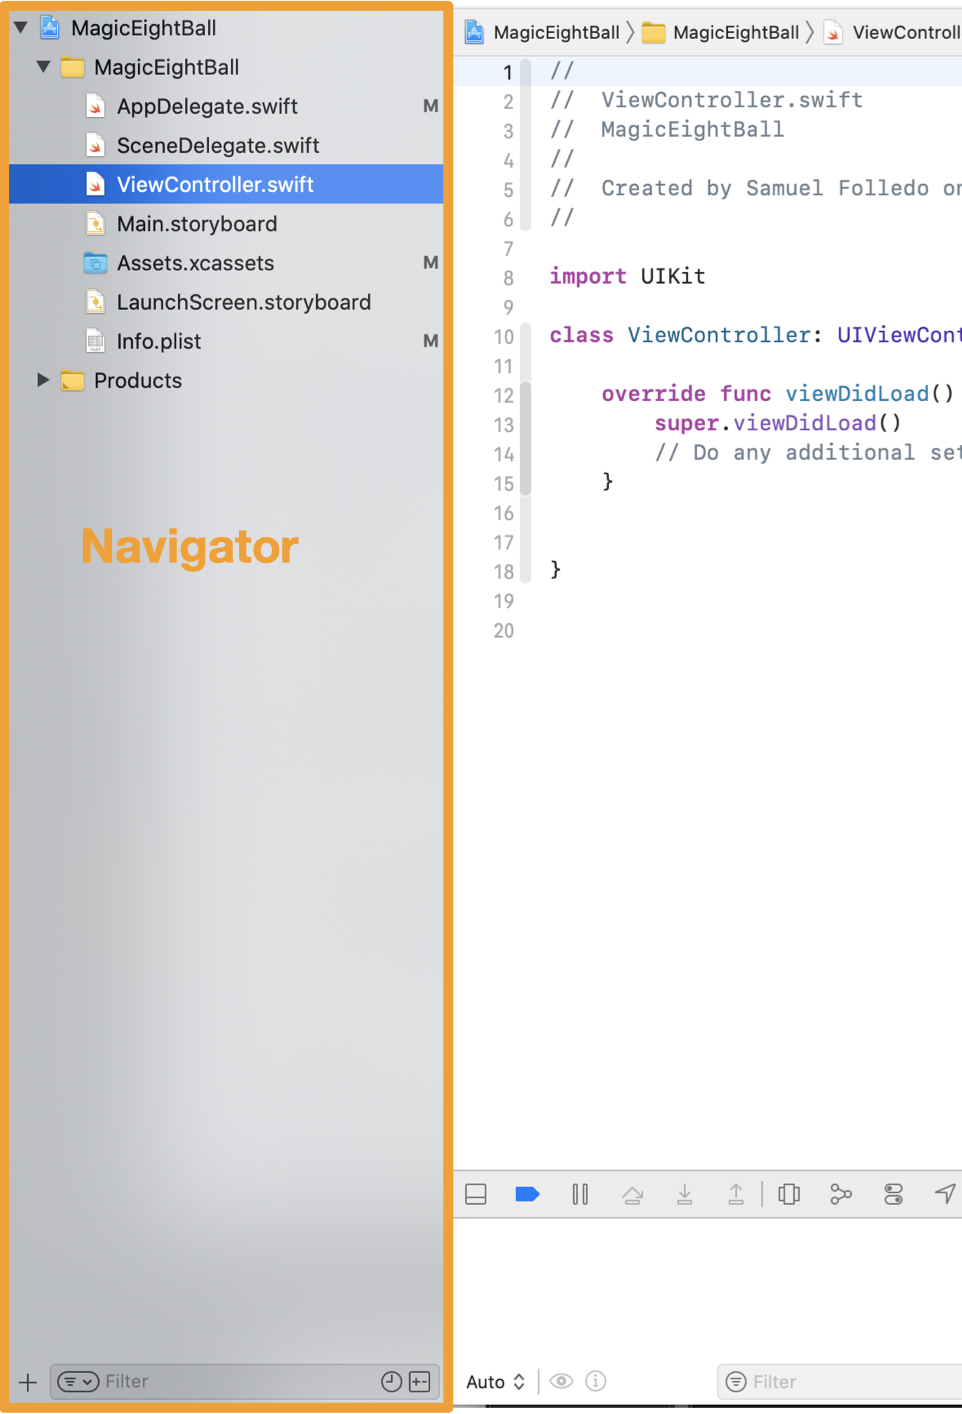 MagicEightBall
MagicEightBall
AppDelegate.swift M
SceneDelegate.swift
ViewController.swift
Main.storyboard
Assets.xcassets M
LaunchScreen.storyboard
Info.plist M
Products
Navigator
Filter
MagicEightBall MagicEightBall ViewControll
1 //
2 // ViewController.swift
3 // MagicEightBall
4 //
5 // Created by Samuel Folledo on
6 //
7
8 import UIKit
9
10 class ViewController: UIViewCont
11
12 override func viewDidLoad()
13 super.viewDidLoad()
14 // Do any additional set
15 }
16
17
18 }
19
20
Auto Filter